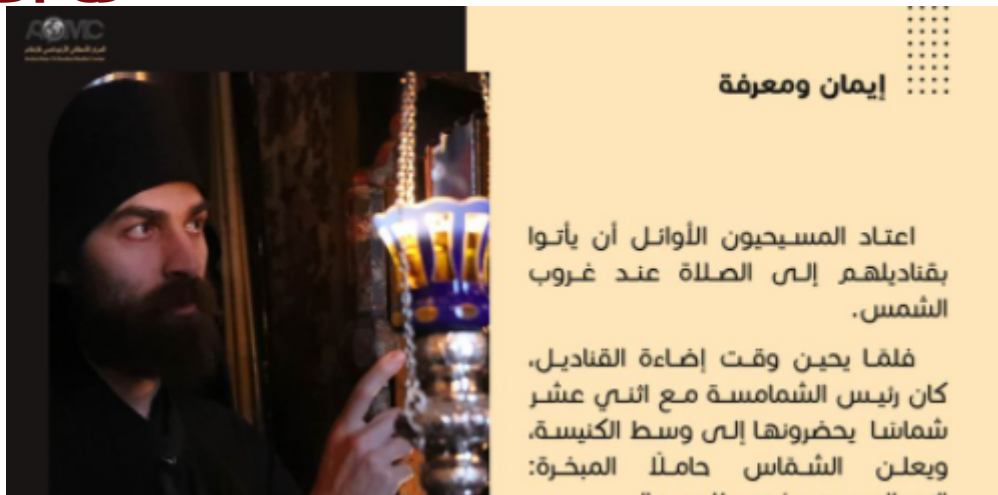 إيمان ومعرفة
اعتاد المسيحيون الأوائل أن يأتوا
بقناديلهم إلى الصلاة عند غروب
الشمس.
فلمّا يحين وقت إضاءة القناديل،
كان رئيس الشمامسة مع اثني عشر
شماسًا يحضرونها إلى وسط الكنيسة،
ويعلن الشمّاس حاملًا المبخرة: